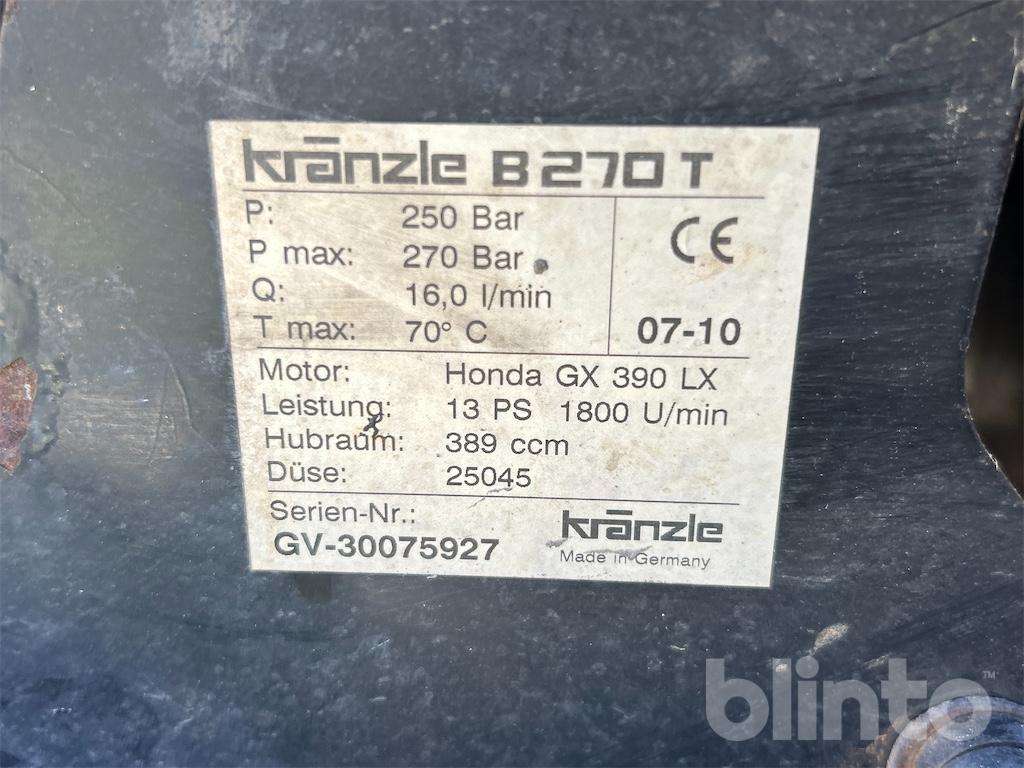 Kränzle B 270 T
P: 250 Bar
P max: 270 Bar
Q: 16,0 l/min
T max: 70° C
CE
07-10
Motor: Honda GX 390 LX
Leistung: 13 PS 1800 U/min
Hubraum: 389 ccm
Düse: 25045
Serien-Nr.:
GV-30075927
Kränzle
Made in Germany
blinto™